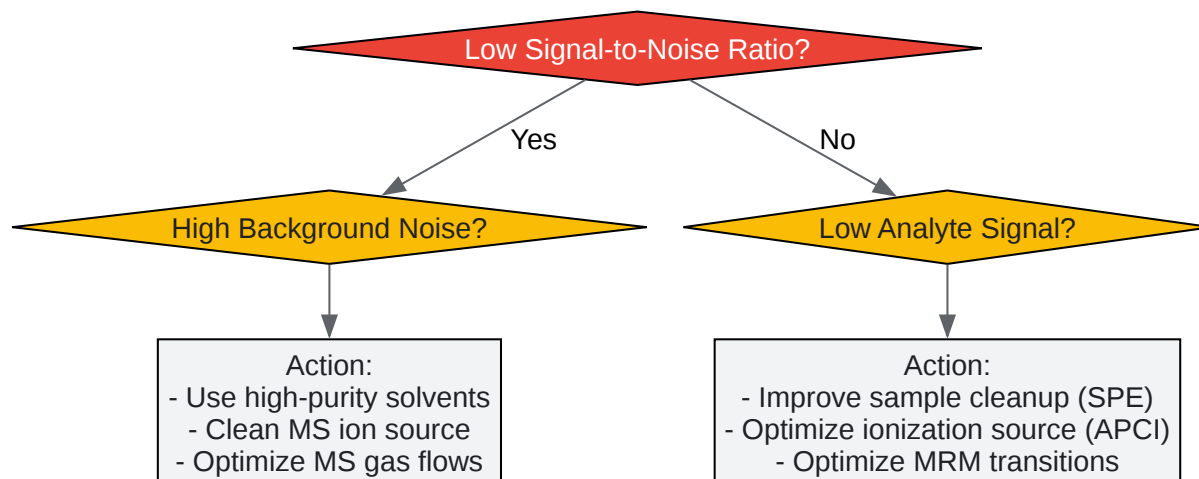 Low Signal-to-Noise Ratio?
Yes
No
High Background Noise?
Low Analyte Signal?
Action:
- Use high-purity solvents
- Clean MS ion source
- Optimize MS gas flows
Action:
- Improve sample cleanup (SPE)
- Optimize ionization source (APCI)
- Optimize MRM transitions